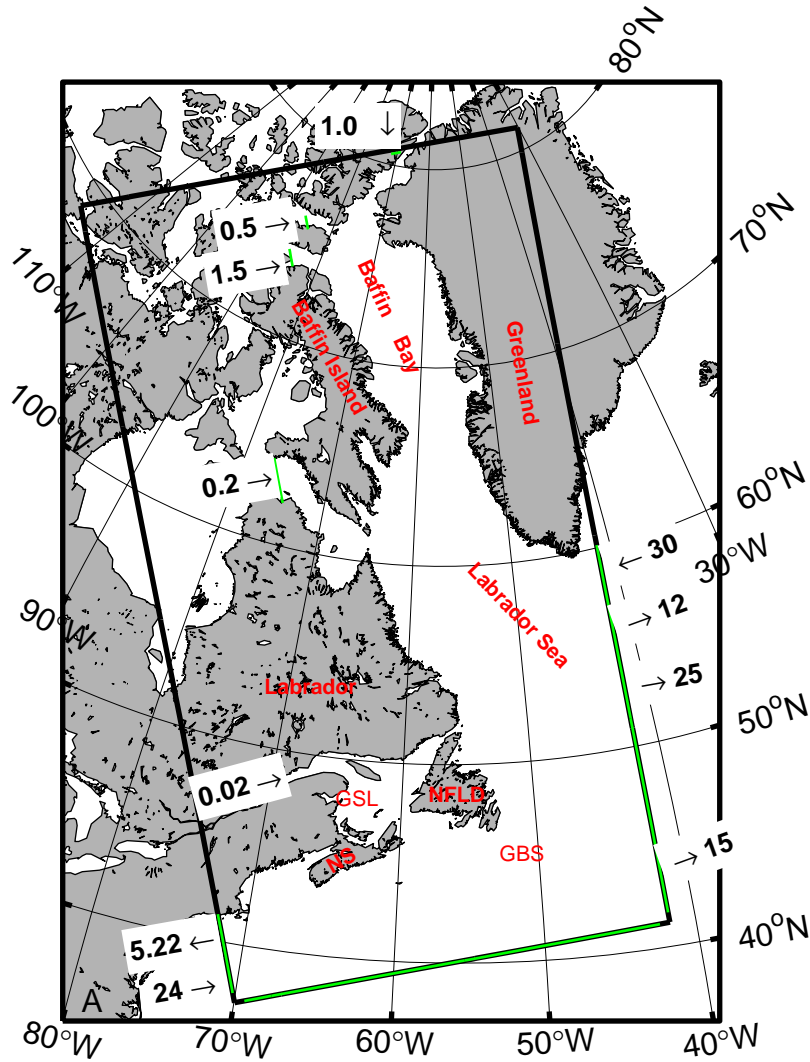 80°N
1.0 ↓
70°N
0.5 →
1.5 →
110°W
Baffin Bay
Baffin Island
Greenland
100°W
0.2 →
60°N
← 30
30°W
Labrador Sea
→ 12
90°W
→ 25
Labrador
50°N
0.02 →
GSL
NFLD
NS
GBS
→ 15
40°N
5.22 ←
24 →
A
80°W
70°W
60°W
50°W
40°W